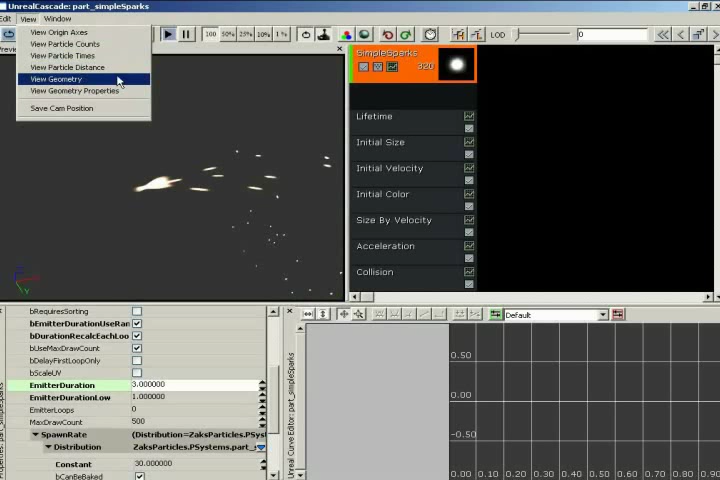 UnrealCascade: part_simpleSparks
Edit View Window
View Origin Axes
View Particle Counts
View Particle Times
View Particle Distance
View Geometry
View Geometry Properties
Save Cam Position
100 50% 25% 10% 1%
LOD 0
SimpleSparks
320
Lifetime
Initial Size
Initial Velocity
Initial Color
Size By Velocity
Acceleration
Collision
bRequiresSorting
bEmitterDurationUseRan
bDurationRecalcEachLoo
bUseMaxDrawCount
bDelayFirstLoopOnly
bScaleUV
EmitterDuration 3.000000
EmitterDurationLow 1.000000
EmitterLoops 0
MaxDrawCount 500
SpawnRate (Distribution=ZaksParticles.PSyst
Distribution ZaksParticles.PSystems.part_s
Constant 30.000000
bCanBeBaked
Unreal Curve Editor: part_simpleSparks
Default
0.50
0.00
-0.50
0.00 0.10 0.20 0.30 0.40 0.50 0.60 0.70 0.80 0.90